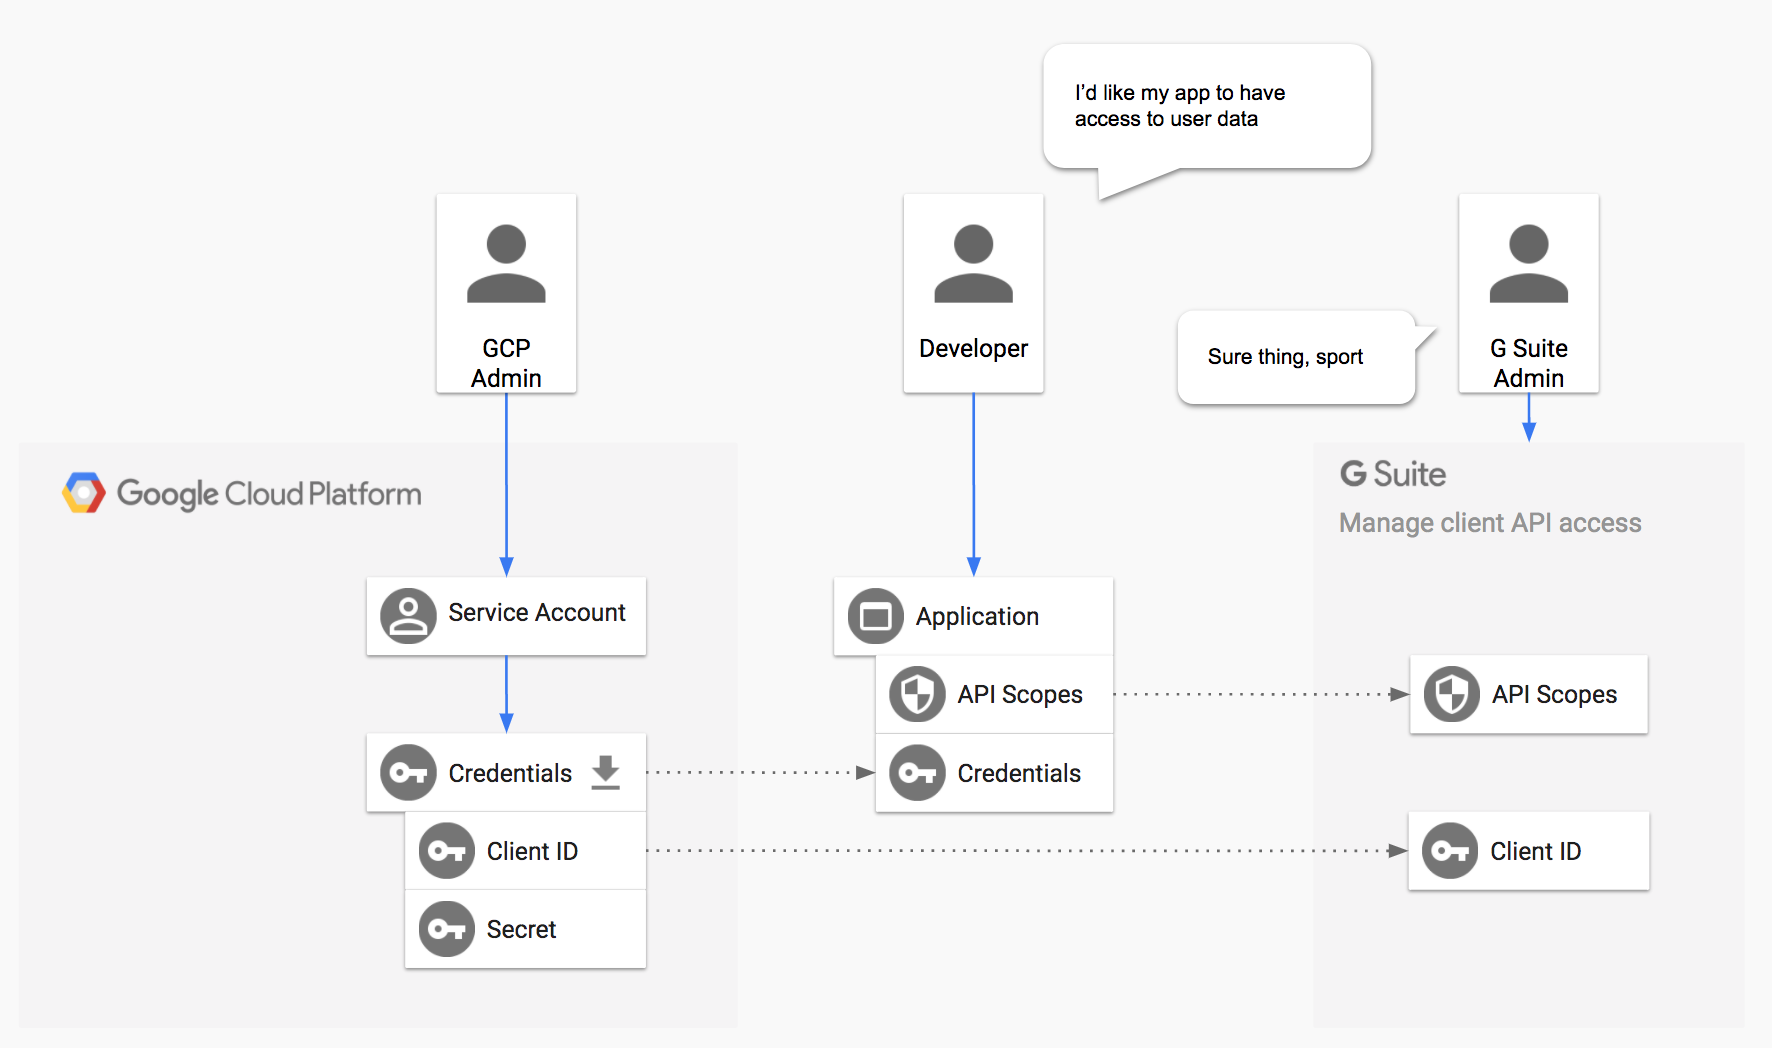 I'd like my app to have
access to user data
GCP
Admin
Developer
Sure thing, sport
G Suite
Admin
Google Cloud Platform
G Suite
Manage client API access
Service Account
Application
API Scopes
API Scopes
Credentials
Credentials
Client ID
Client ID
Secret